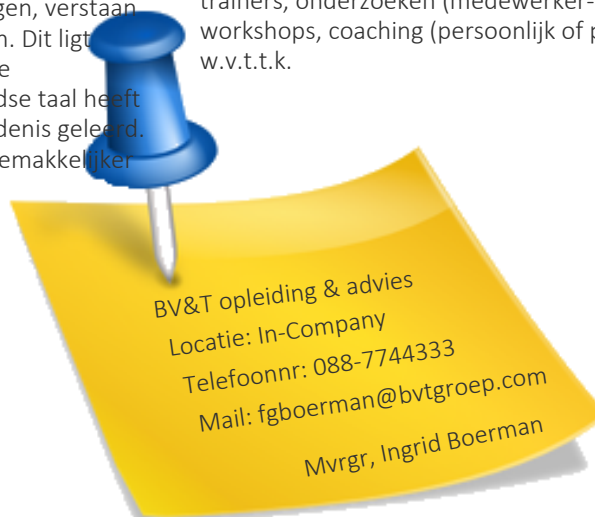 gen, verstaan
n. Dit ligt
e
dse taal heeft
denis geleerd.
emakkelijker
trainers, onderzoeken (medewerker-
workshops, coaching (persoonlijk of p
w.v.t.t.k.
BV&T opleiding & advies
Locatie: In-Company
Telefoonnr: 088-7744333
Mail: fgboerman@bvtgroep.com
Mvrgr, Ingrid Boerman